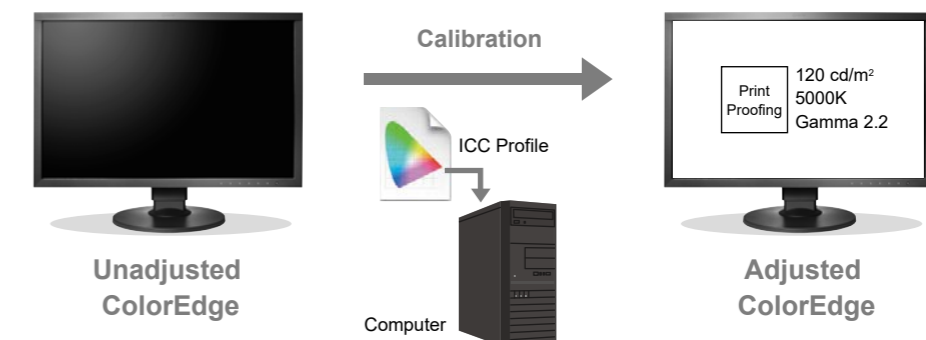 Calibration
ICC Profile
Computer
Print
Proofing
120 cd/m²
5000K
Gamma 2.2
Unadjusted
ColorEdge
Adjusted
ColorEdge